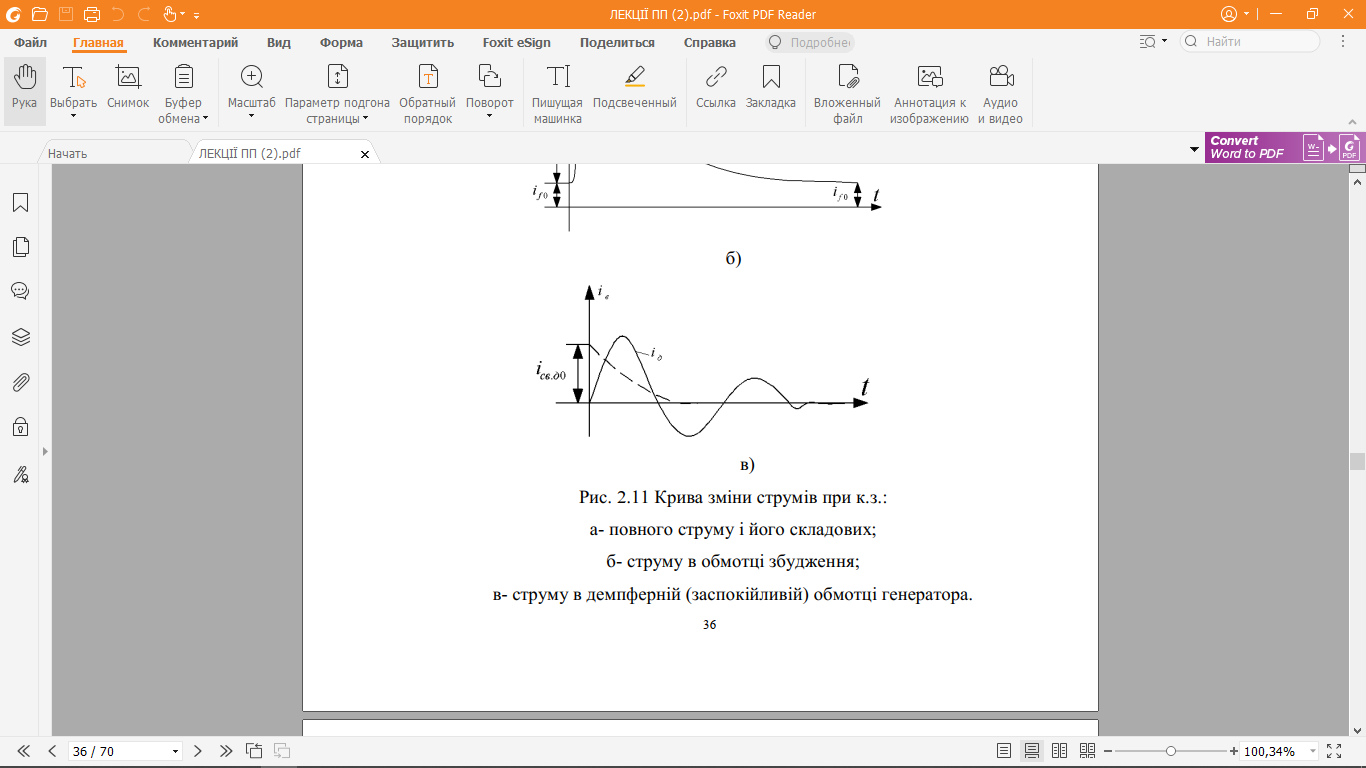 ЛЕКЦІЇ ПП (2).pdf - Foxit PDF Reader
Файл Главная Комментарий Вид Форма Защитить Foxit eSign Поделиться Справка Подробнес Найти
Рука Выбрать Снимок Буфер обмена Масштаб Параметр подгона страницы Обратный порядок Поворот Пишущая машинка Подсвеченный Ссылка Закладка Вложенный файл Аннотация к изображению Аудио и видео
Начать ЛЕКЦІЇ ПП (2).pdf Convert Word to PDF
i f0 i f0 t
б)
i в
i д
i св.д0 t
в)
Рис. 2.11 Крива зміни струмів при к.з.:
а- повного струму і його складових;
б- струму в обмотці збудження;
в- струму в демпферній (заспокійливій) обмотці генератора.
36
36 / 70 100,34%